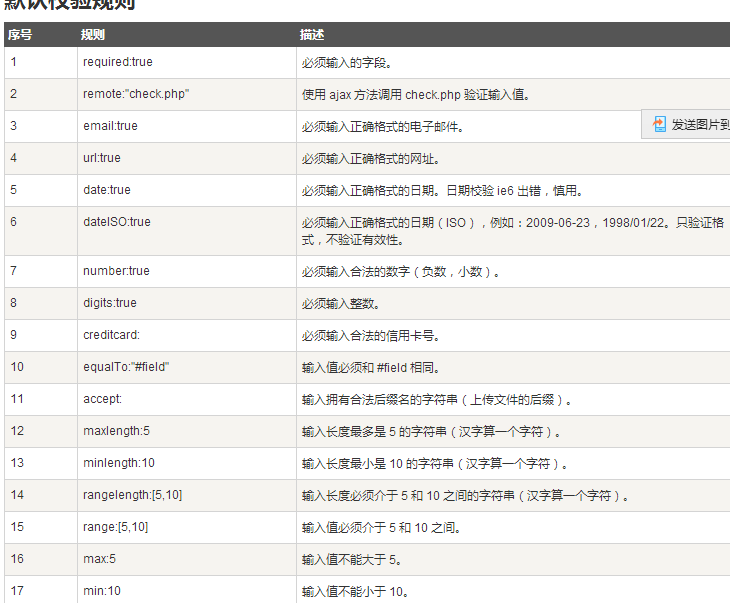 默认校验规则
序号 规则 描述
1 required:true 必须输入的字段。
2 remote:"check.php" 使用 ajax 方法调用 check.php 验证输入值。
3 email:true 必须输入正确格式的电子邮件。
发送图片到
4 url:true 必须输入正确格式的网址。
5 date:true 必须输入正确格式的日期。日期校验 ie6 出错，慎用。
6 dateISO:true 必须输入正确格式的日期（ISO），例如：2009-06-23，1998/01/22。只验证格
式，不验证有效性。
7 number:true 必须输入合法的数字（负数，小数）。
8 digits:true 必须输入整数。
9 creditcard: 必须输入合法的信用卡号。
10 equalTo:"#field" 输入值必须和 #field 相同。
11 accept: 输入拥有合法后缀名的字符串（上传文件的后缀）。
12 maxlength:5 输入长度最多是 5 的字符串（汉字算一个字符）。
13 minlength:10 输入长度最小是 10 的字符串（汉字算一个字符）。
14 rangelength:[5,10] 输入长度必须介于 5 和 10 之间的字符串（汉字算一个字符）。
15 range:[5,10] 输入值必须介于 5 和 10 之间。
16 max:5 输入值不能大于 5。
17 min:10 输入值不能小于 10。